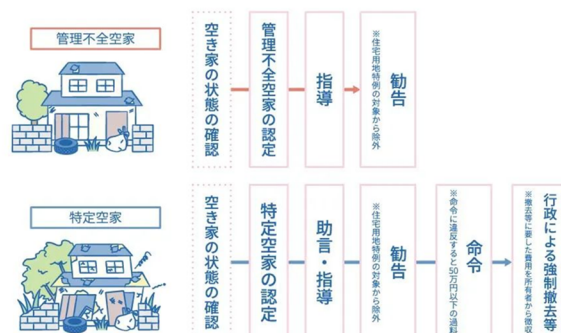 管理不全空家
空き家の状態の確認
管理不全空家の認定
指導
勧告
※住宅用地特例の対象から除外
特定空家
空き家の状態の確認
特定空家の認定
助言・指導
勧告
※住宅用地特例の対象から除外
命令
※命令に違反すると50万円以下の過料
行政による強制撤去等
※撤去等に要した費用を所有者から徴収